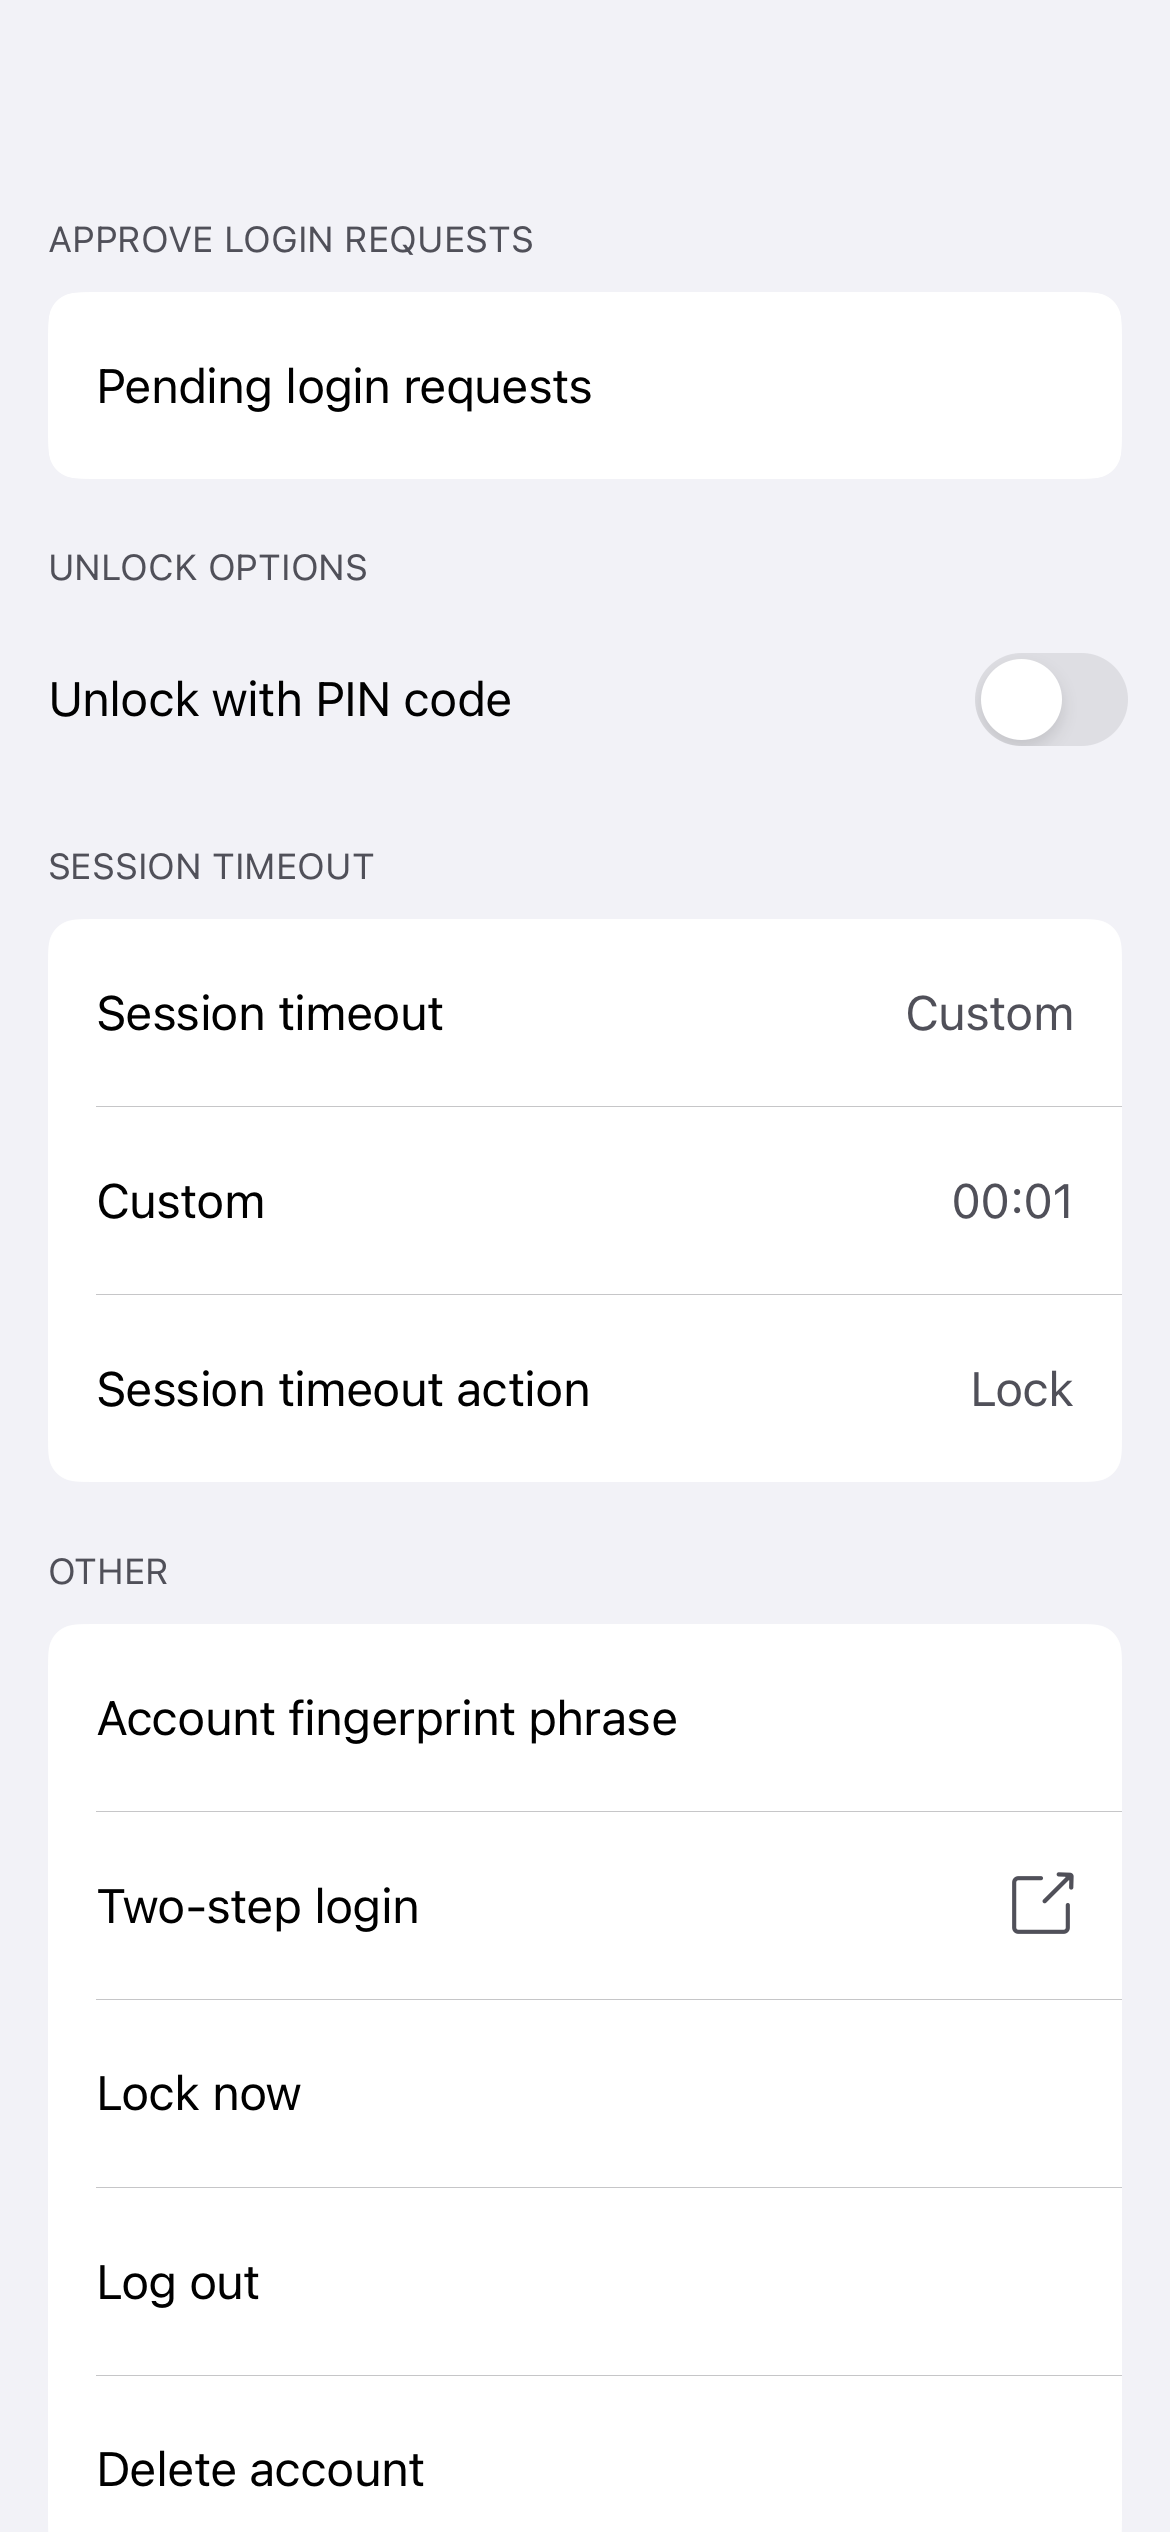 APPROVE LOGIN REQUESTS
Pending login requests
UNLOCK OPTIONS
Unlock with PIN code
SESSION TIMEOUT
Session timeout Custom
Custom 00:01
Session timeout action Lock
OTHER
Account fingerprint phrase
Two-step login
Lock now
Log out
Delete account